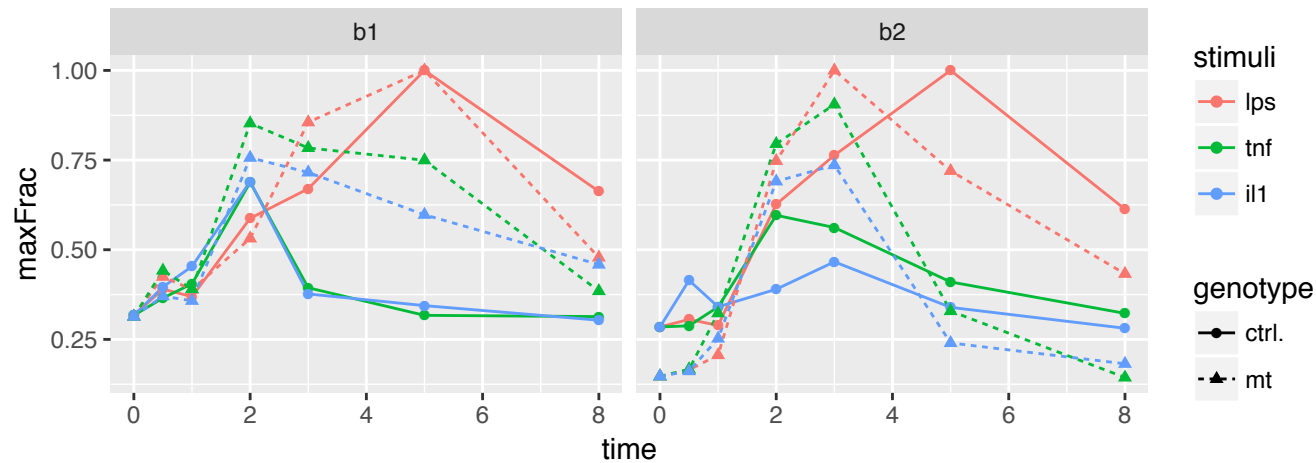 b1
b2
maxFrac
1.00
0.75
0.50
0.25
0 2 4 6 8
0 2 4 6 8
time
stimuli
lps
tnf
il1
genotype
ctrl.
mt